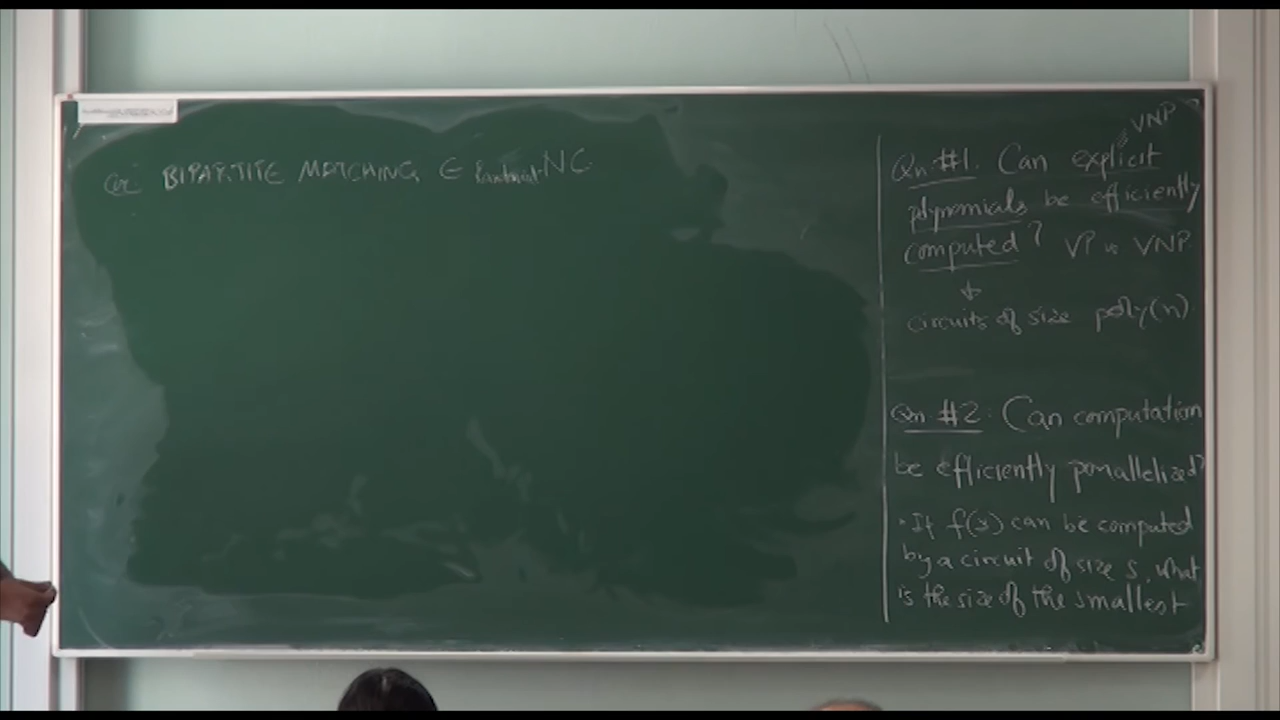 Cor BIPARTITE MATCHING ∈ Randomized-NC.
VNP
Qn #1. Can explicit
polynomials be efficiently
computed? VP vs VNP
↓
circuits of size poly(n).
Qn #2: Can computation
be efficiently parallelized?
• If f(x) can be computed
by a circuit of size s, what
is the size of the smallest